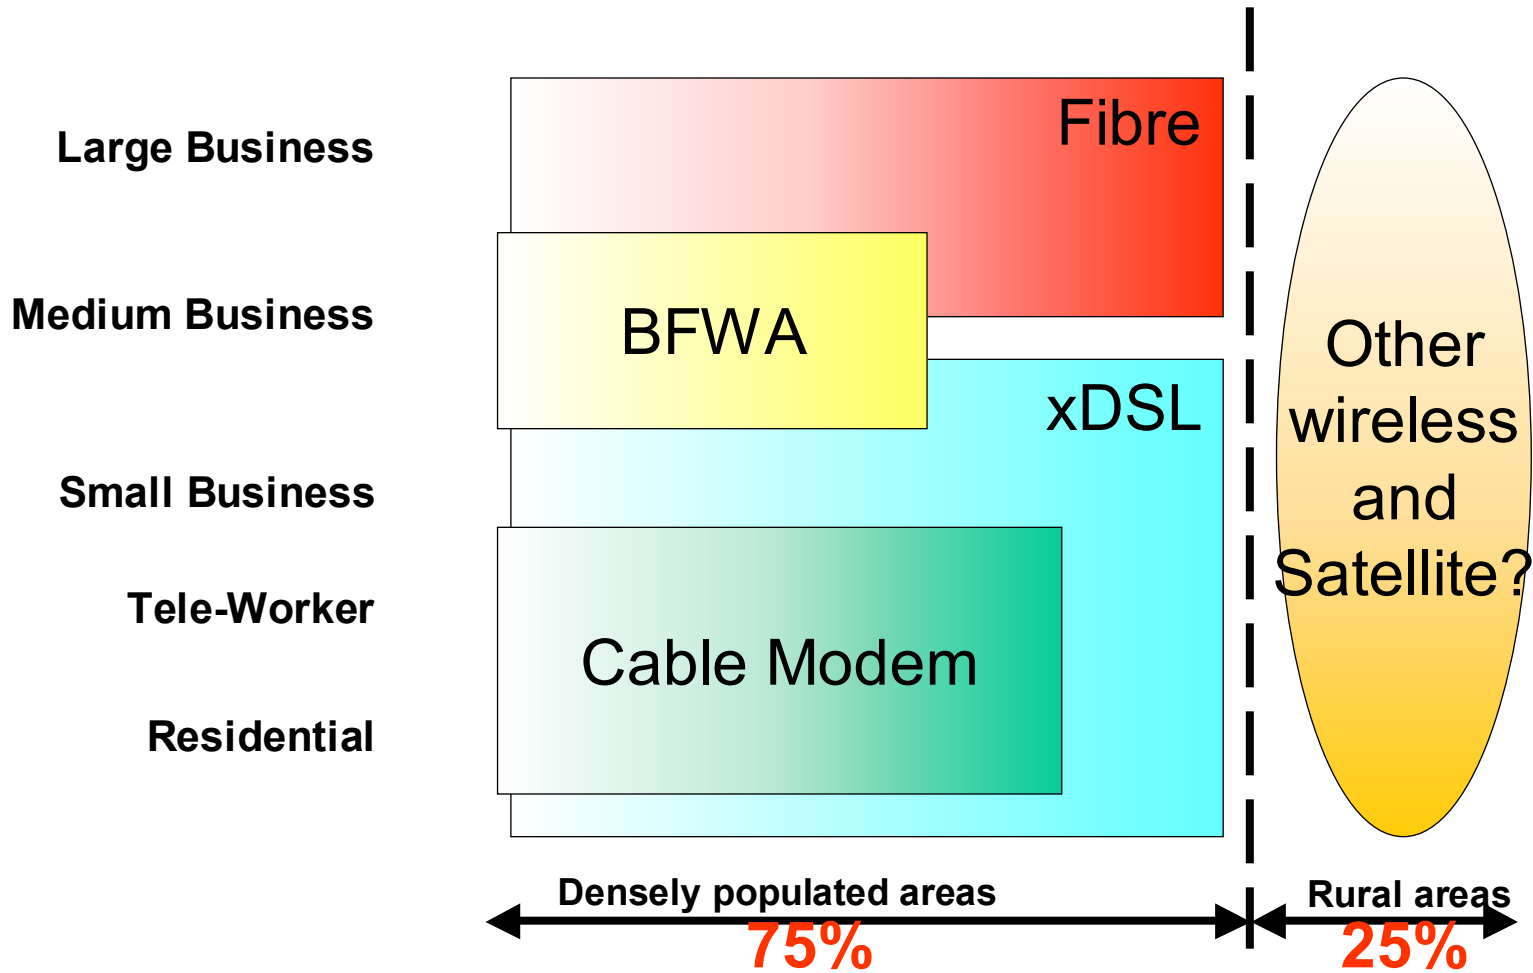 Large Business
Medium Business
Small Business
Tele-Worker
Residential
Fibre
BFWA
xDSL
Cable Modem
Other
wireless
and
Satellite?
Densely populated areas
75%
Rural areas
25%